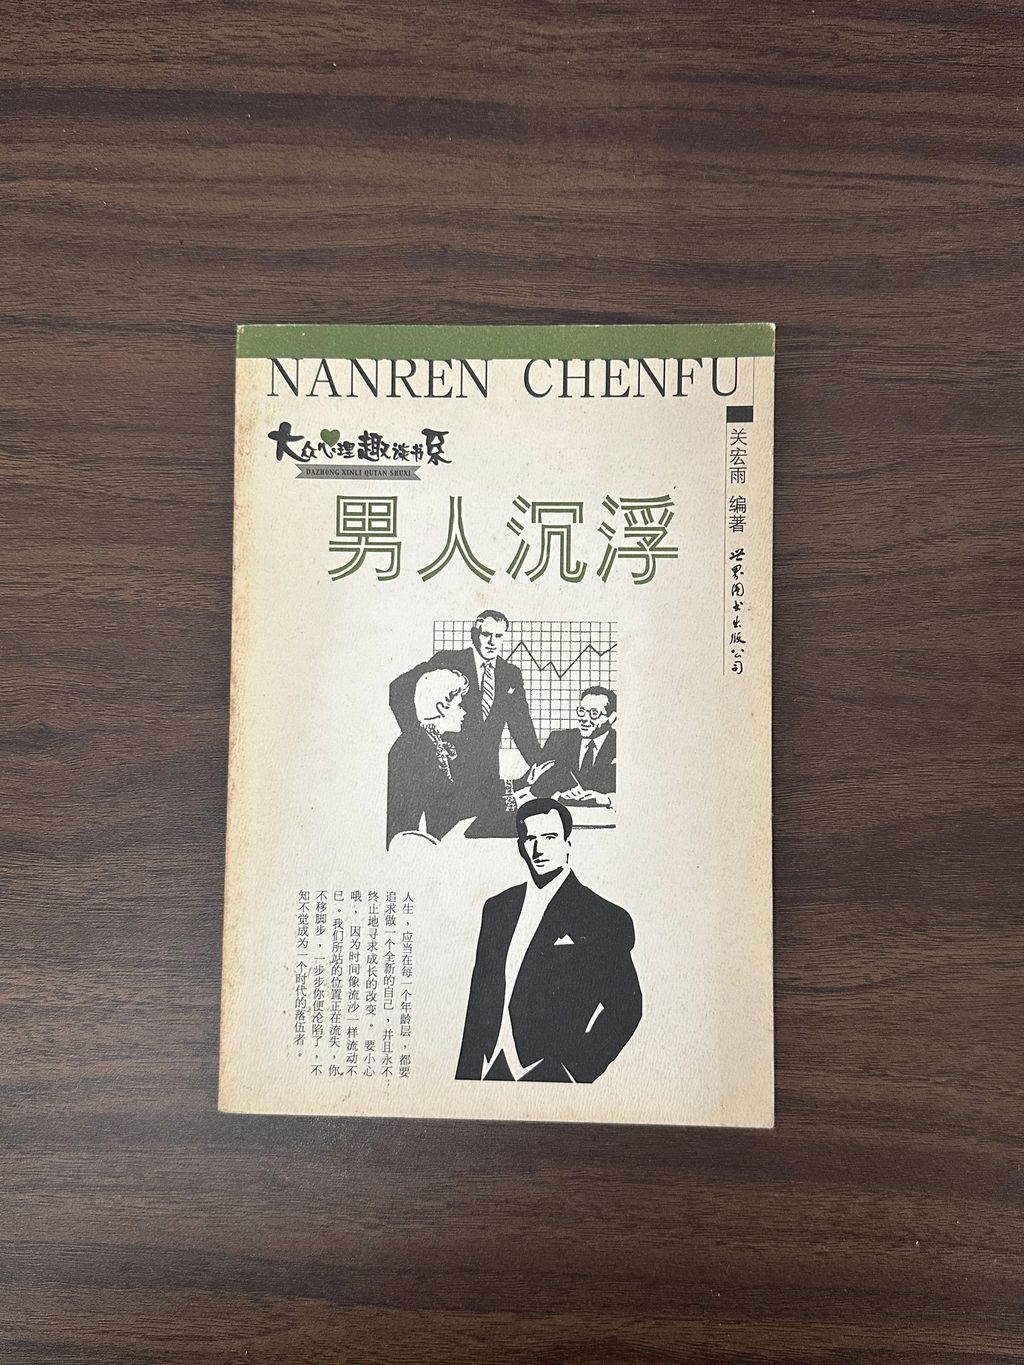 NANREN CHENFU
大众心理趣谈书系
DAZHONG XINLI QUTAN SHUXI
男人沉浮
关宏雨 编著 世界图书出版公司
人生，应当在每一个年龄层，都要
追求做一个全新的自己，并且永不
终止地寻求成长的改变。要小心
哦，因为时间像流沙一样流动不
已。我们所站的位置正在流失，你
不移脚步，一步步你便沦陷了，不
知不觉成为一个时代的落伍者。